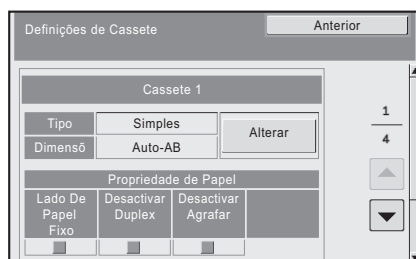 Definições de Cassete
Anterior
Cassete 1
Tipo
Simples
Alterar
Dimensõ
Auto-AB
Propriedade de Papel
Lado De
Papel
Fixo
Desactivar
Duplex
Desactivar
Agrafar
1
4